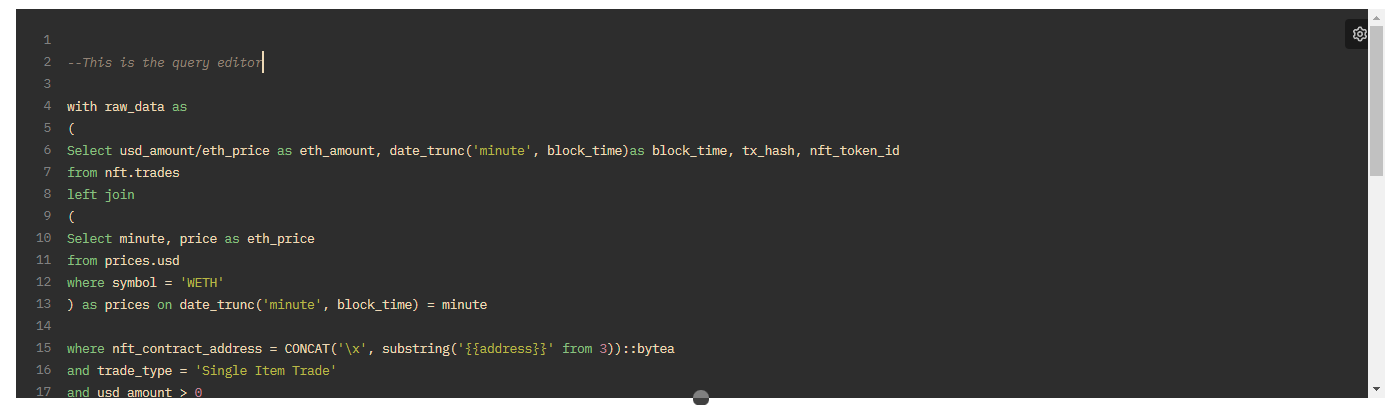 1
2 --This is the query editor
3
4 with raw_data as
5 (
6 Select usd_amount/eth_price as eth_amount, date_trunc('minute', block_time)as block_time, tx_hash, nft_token_id
7 from nft.trades
8 left join
9 (
10 Select minute, price as eth_price
11 from prices.usd
12 where symbol = 'WETH'
13 ) as prices on date_trunc('minute', block_time) = minute
14
15 where nft_contract_address = CONCAT('\x', substring('{{address}}' from 3))::bytea
16 and trade_type = 'Single Item Trade'
17 and usd_amount > 0